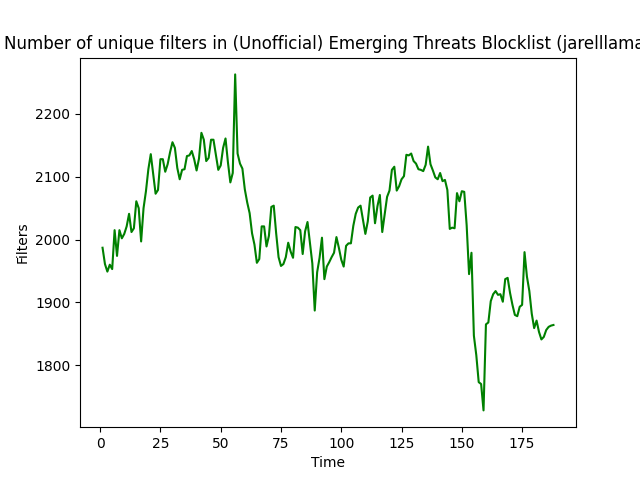 Number of unique filters in (Unofficial) Emerging Threats Blocklist (jarelllama
2200
2100
2000
1900
1800
Filters
0 25 50 75 100 125 150 175
Time